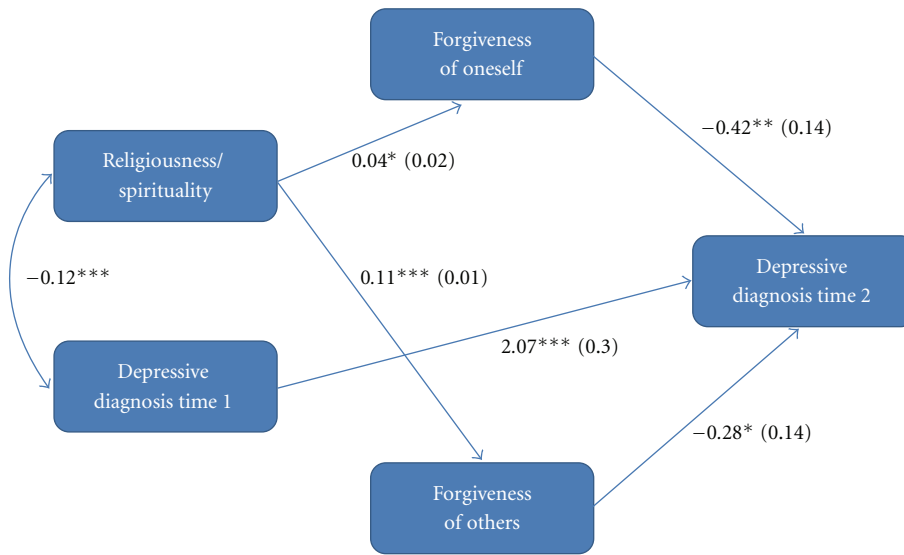 Forgiveness
of oneself
−0.42** (0.14)
Religiousness/
spirituality
0.04* (0.02)
−0.12***
0.11*** (0.01)
Depressive
diagnosis time 2
2.07*** (0.3)
Depressive
diagnosis time 1
−0.28* (0.14)
Forgiveness
of others